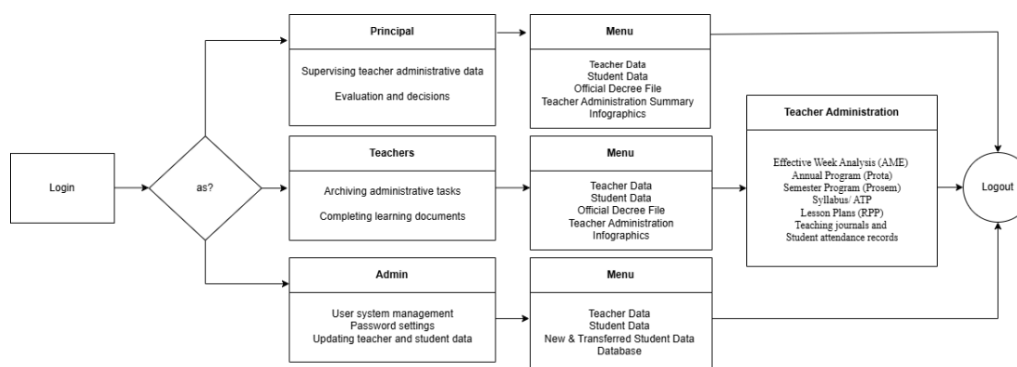 Login
as?
Principal
Supervising teacher administrative data
Evaluation and decisions
Menu
Teacher Data
Student Data
Official Decree File
Teacher Administration Summary
Infographics
Teachers
Archiving administrative tasks
Completing learning documents
Menu
Teacher Data
Student Data
Official Decree File
Teacher Administration
Infographics
Teacher Administration
Effective Week Analysis (AME)
Annual Program (Prota)
Semester Program (Prosem)
Syllabus/ ATP
Lesson Plans (RPP)
Teaching journals and
Student attendance records
Admin
User system management
Password settings
Updating teacher and student data
Menu
Teacher Data
Student Data
New & Transferred Student Data
Database
Logout